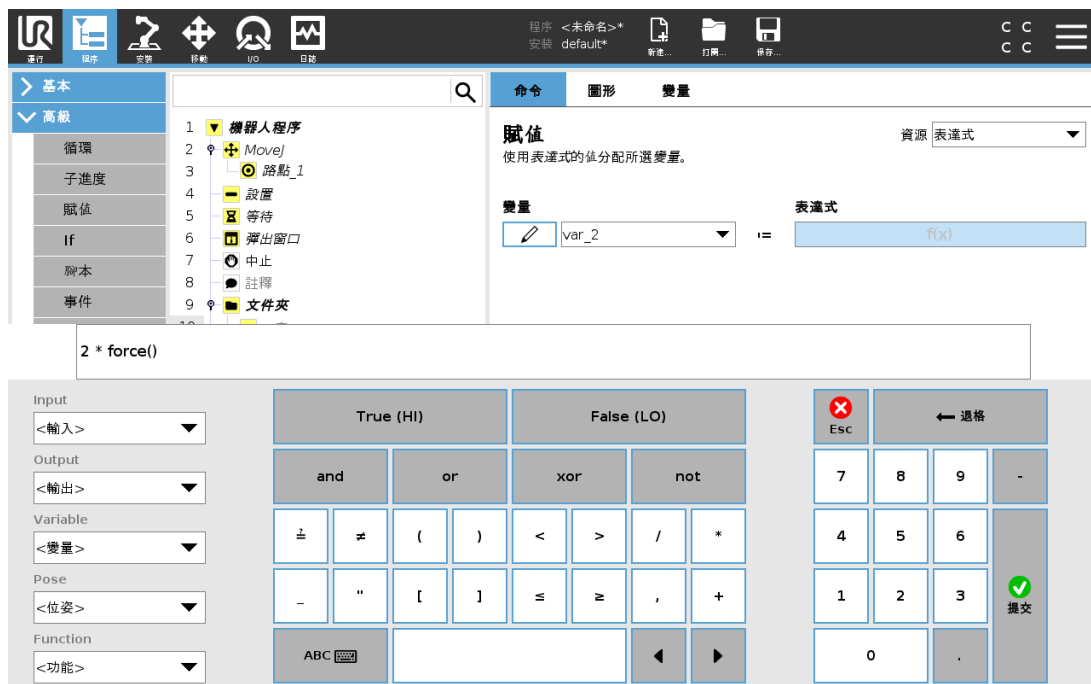 UR
運行
程序
安裝
移動
I/O
日誌
程序 <未命名>*
安裝 default*
新建...
打開...
保存...
C C
C C
基本
高級
循環
子進度
賦值
If
腳本
事件
1 機器人程序
2 MoveJ
3 路點_1
4 設置
5 等待
6 彈出窗口
7 中止
8 註釋
9 文件夾
命令 圖形 變量
賦值
資源 表達式
使用表達式的值分配所選變量。
變量 表達式
var_2 := f(x)
2 * force()
Input
<輸入>
Output
<輸出>
Variable
<變量>
Pose
<位姿>
Function
<功能>
True (HI) False (LO)
and or xor not
≟ ≠ ( ) < > / *
_ " [ ] ≤ ≥ , +
ABC
Esc 退格
7 8 9 -
4 5 6
1 2 3 提交
0 .